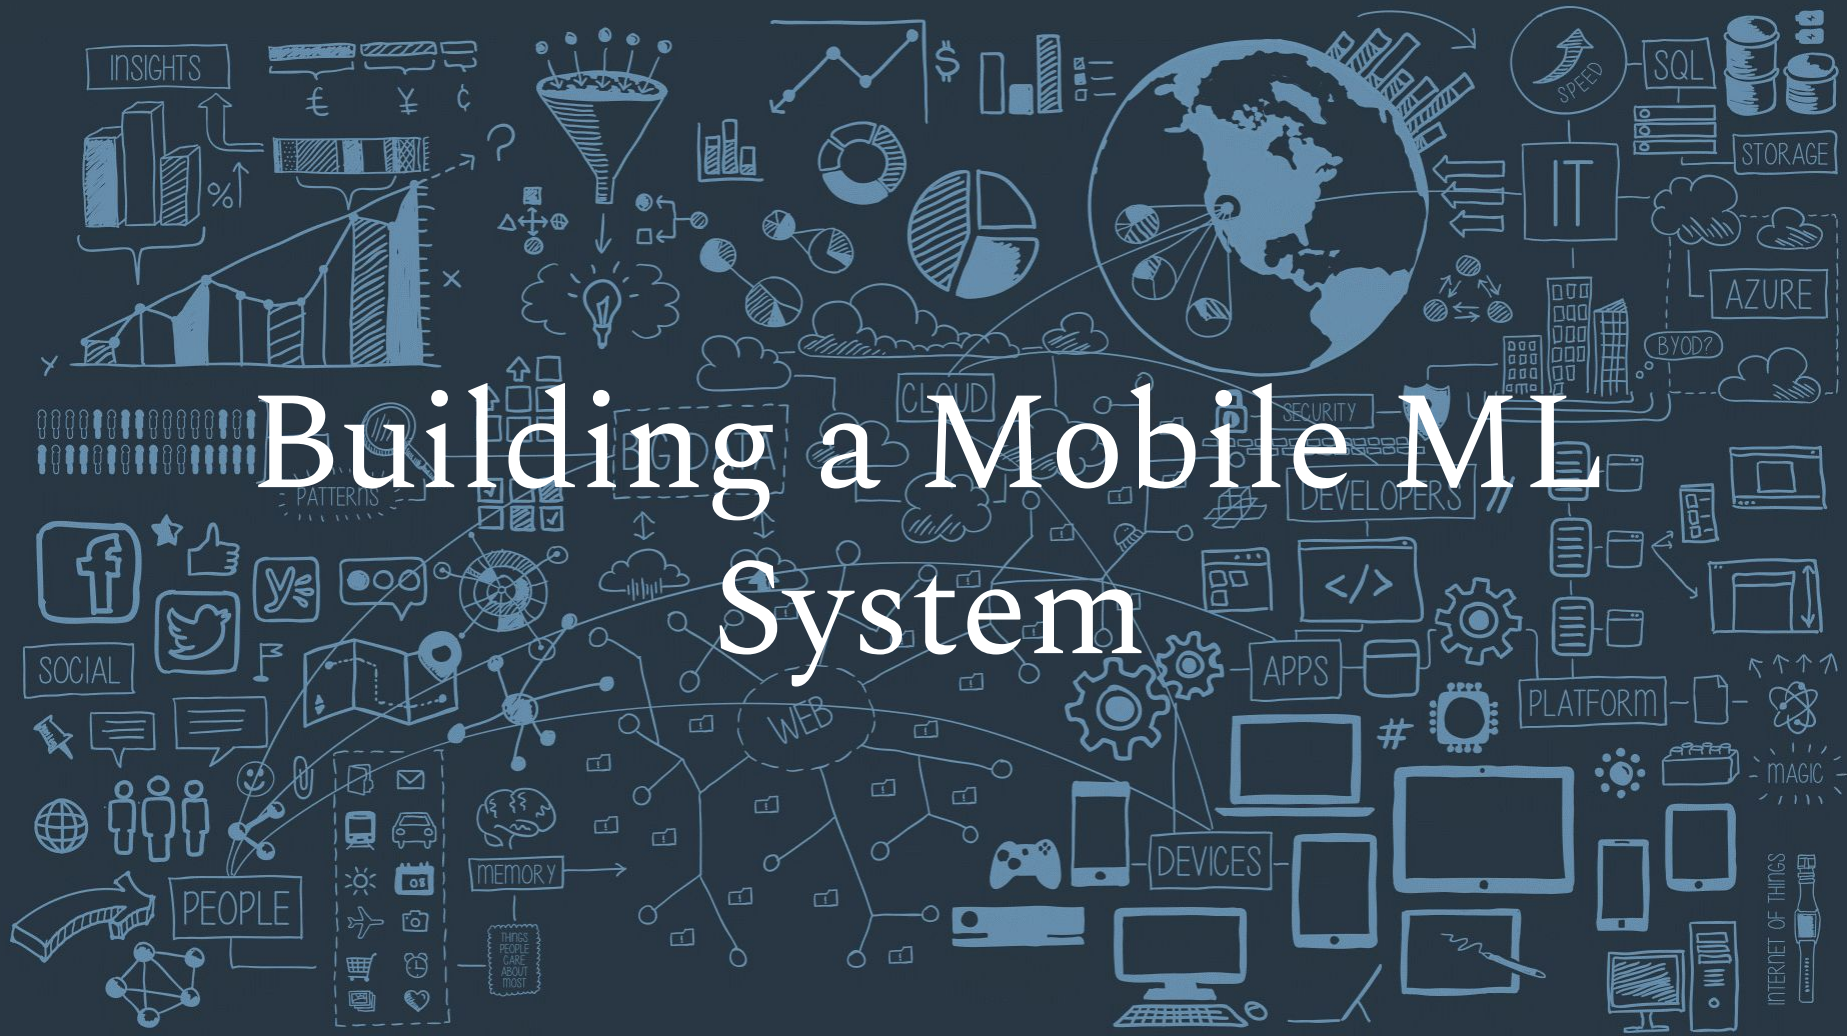 INSIGHTS
€ ¥ ¢
%
?
$
SPEED
SQL
IT
STORAGE
AZURE
BYOD?
X
Y
CLOUD
SECURITY
Building a Mobile ML
System
PATTERNS
DEVELOPERS
//
</>
SOCIAL
WEB
APPS
PLATFORM
#
MAGIC
MEMORY
DEVICES
PEOPLE
THINGS
PEOPLE
CARE
ABOUT
MOST
INTERNET OF THINGS